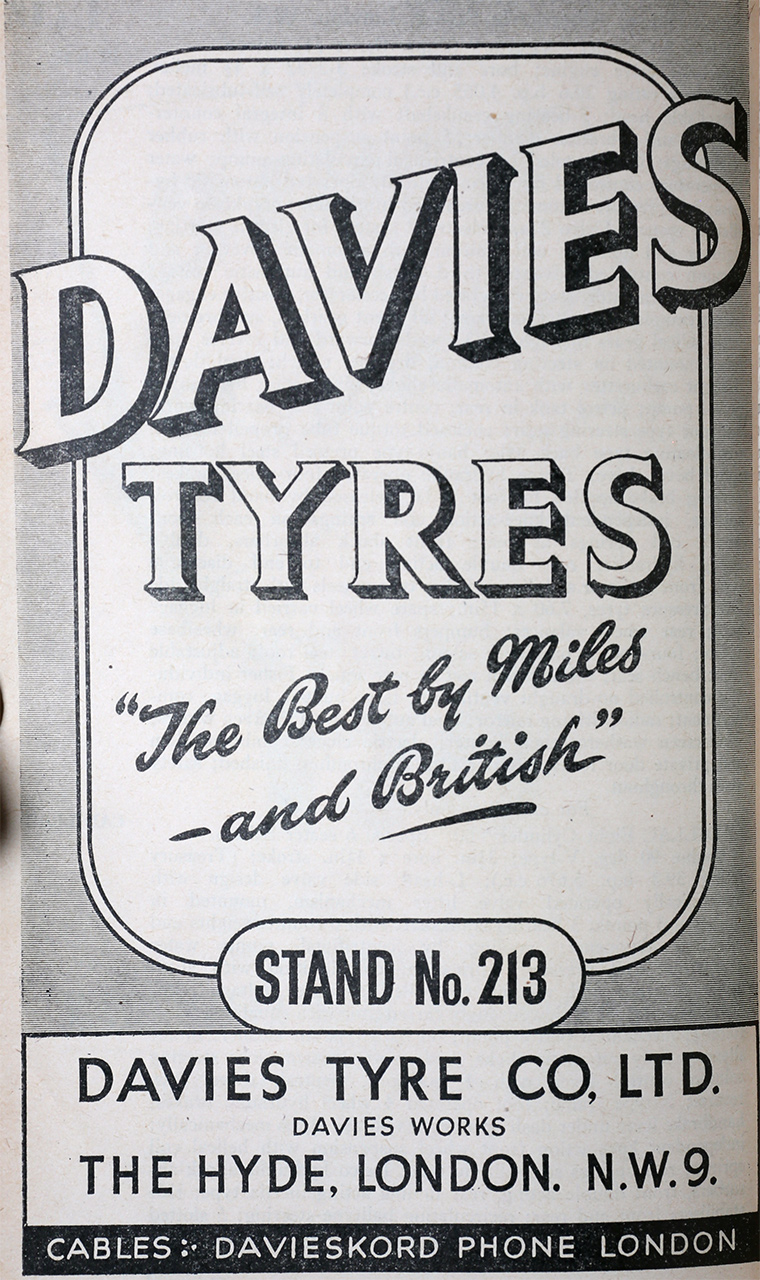 DAVIES
TYRES
“The Best by Miles
—and British”
STAND No. 213
DAVIES TYRE CO, LTD.
DAVIES WORKS
THE HYDE, LONDON. N.W.9.
CABLES :· DAVIESKORD PHONE LONDON